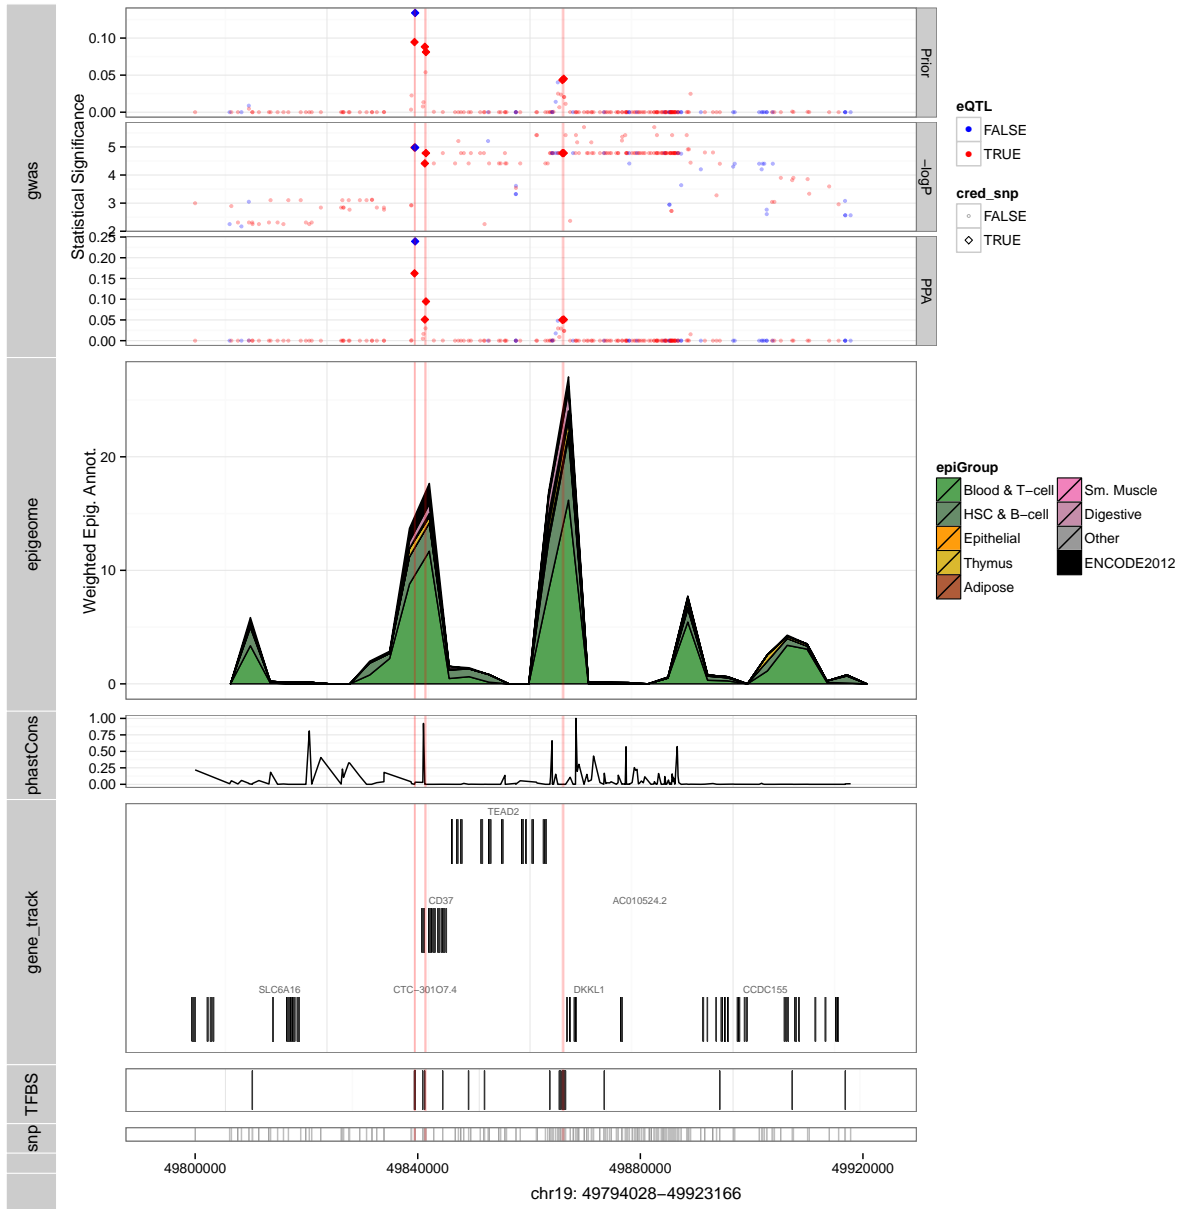 gwas
Statistical Significance
0.10
0.05
0.00
Prior
5
4
3
2
−logP
0.25
0.20
0.15
0.10
0.05
0.00
PPA
eQTL
FALSE
TRUE
cred_snp
FALSE
TRUE
epigeome
Weighted Epig. Annot.
20
10
0
epiGroup
Blood & T−cell
HSC & B−cell
Epithelial
Thymus
Adipose
Sm. Muscle
Digestive
Other
ENCODE2012
phastCons
1.00
0.75
0.50
0.25
0.00
gene_track
TEAD2
CD37
AC010524.2
SLC6A16
CTC−301O7.4
DKKL1
CCDC155
TFBS
snp
49800000
49840000
49880000
49920000
chr19: 49794028−49923166